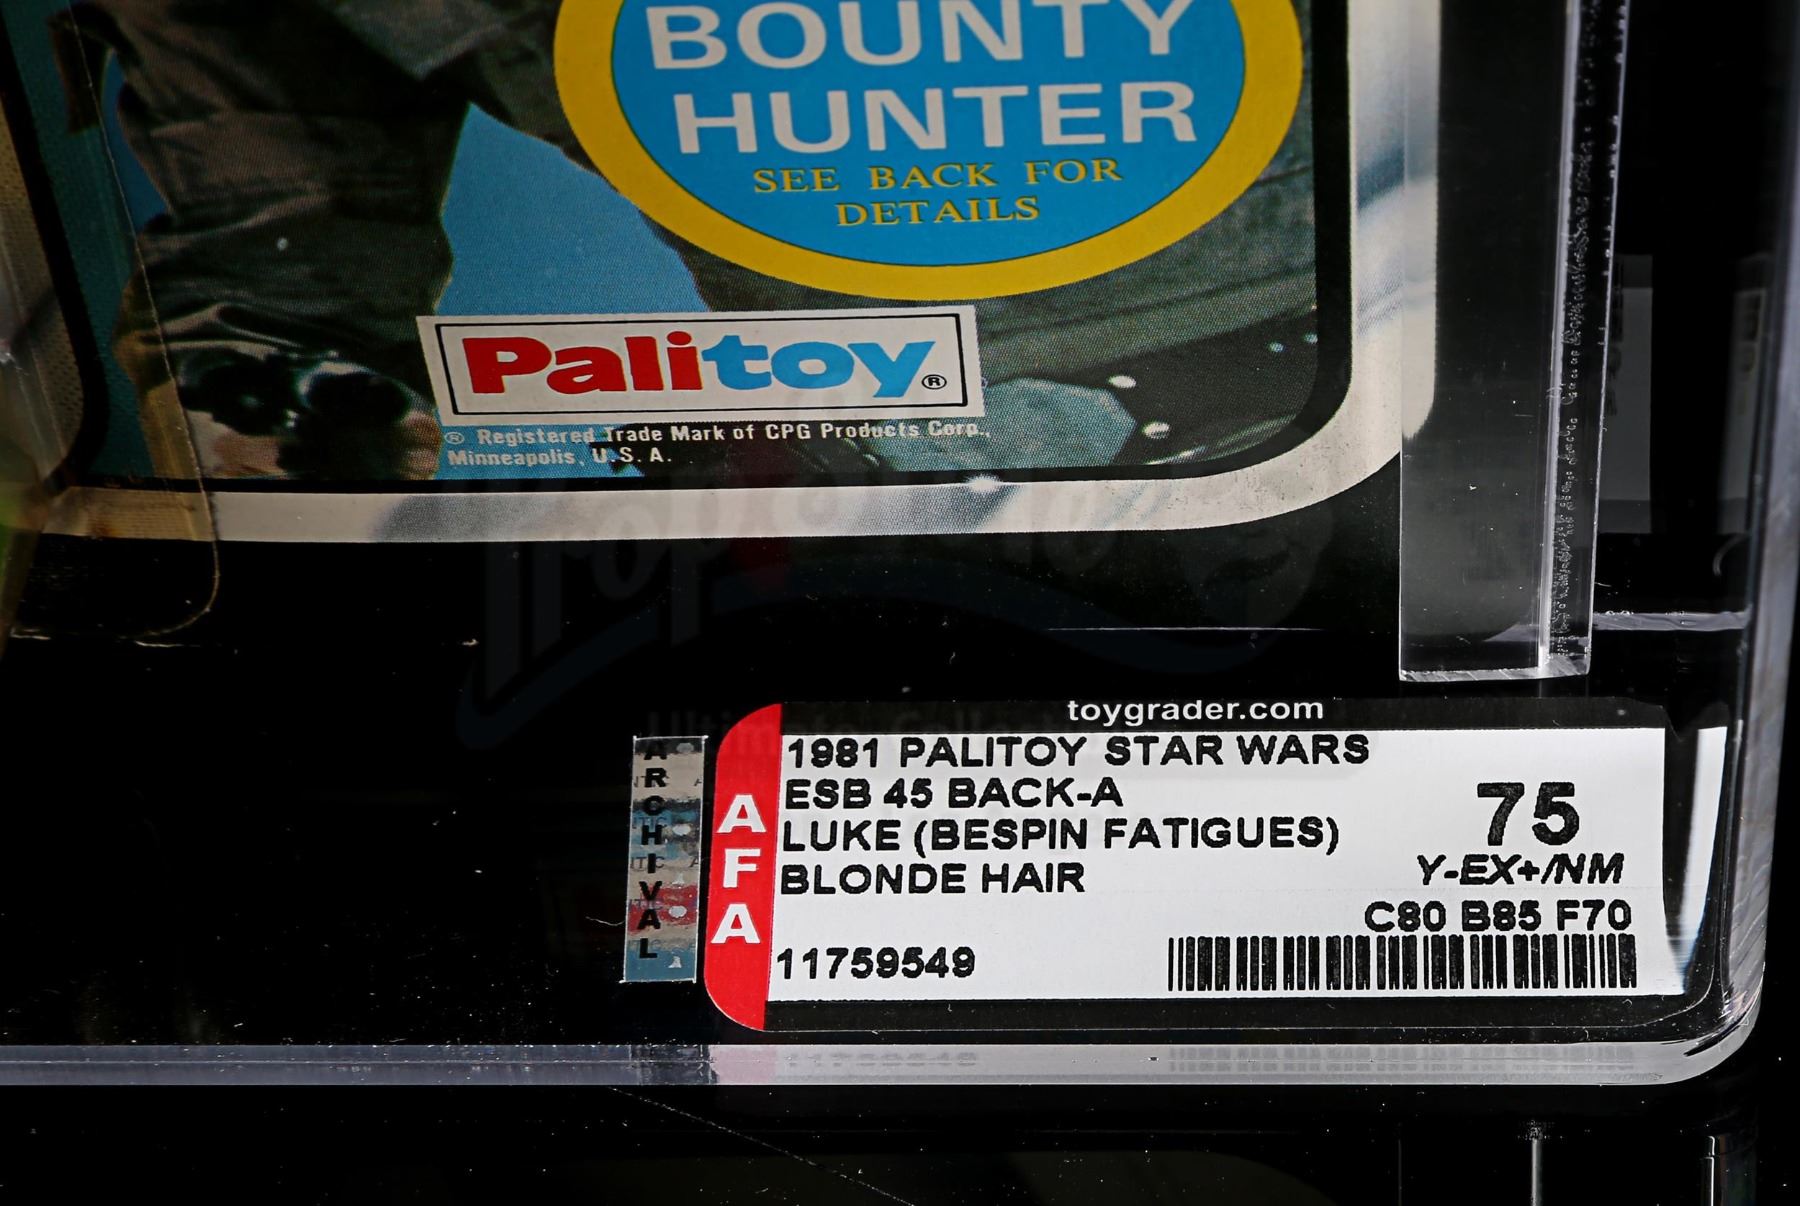 BOUNTY
HUNTER
SEE BACK FOR
DETAILS
Palitoy®
® Registered Trade Mark of CPG Products Corp.,
Minneapolis, U.S.A.
toygrader.com
ARCHIVAL
AFA
1981 PALITOY STAR WARS
ESB 45 BACK-A
LUKE (BESPIN FATIGUES)
BLONDE HAIR
75
Y-EX+/NM
C80 B85 F70
11759549